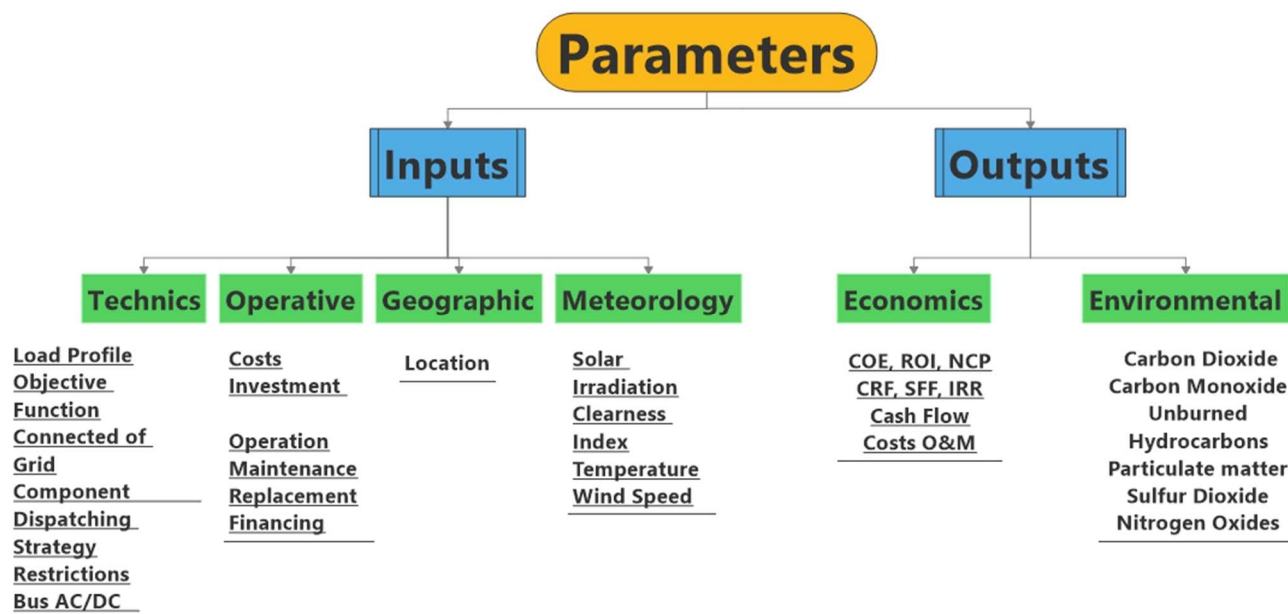 Parameters
Inputs
Outputs
Technics
Operative
Geographic
Meteorology
Economics
Environmental
Load Profile
Objective
Function
Connected of
Grid
Component
Dispatching
Strategy
Restrictions
Bus AC/DC
Costs
Investment
Operation
Maintenance
Replacement
Financing
Location
Solar
Irradiation
Clearness
Index
Temperature
Wind Speed
COE, ROI, NCP
CRF, SFF, IRR
Cash Flow
Costs O&M
Carbon Dioxide
Carbon Monoxide
Unburned
Hydrocarbons
Particulate matter
Sulfur Dioxide
Nitrogen Oxides